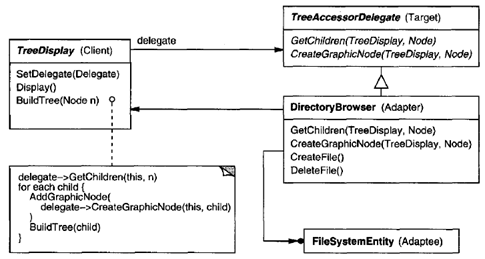 TreeDisplay (Client)
SetDelegate(Delegate)
Display()
BuildTree(Node n)
delegate
TreeAccessorDelegate (Target)
GetChildren(TreeDisplay, Node)
CreateGraphicNode(TreeDisplay, Node)
DirectoryBrowser (Adapter)
GetChildren(TreeDisplay, Node)
CreateGraphicNode(TreeDisplay, Node)
CreateFile()
DeleteFile()
delegate->GetChildren(this, n)
for each child {
AddGraphicNode(
delegate->CreateGraphicNode(this, child)
)
BuildTree(child)
}
FileSystemEntity (Adaptee)